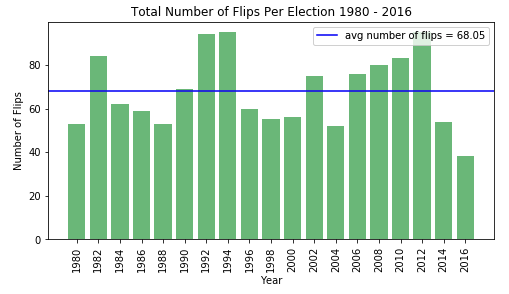 Total Number of Flips Per Election 1980 - 2016
avg number of flips = 68.05
Number of Flips
80
60
40
20
0
1980 1982 1984 1986 1988 1990 1992 1994 1996 1998 2000 2002 2004 2006 2008 2010 2012 2014 2016
Year